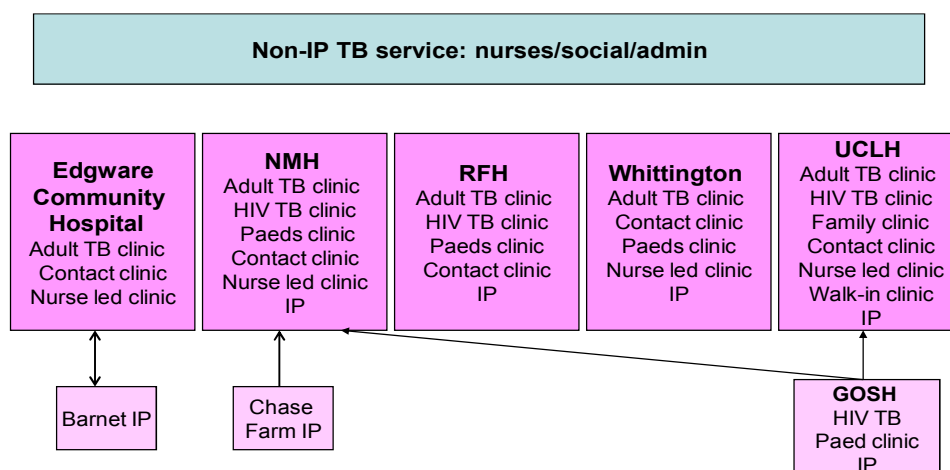 Non-IP TB service: nurses/social/admin
Edgware
Community
Hospital
Adult TB clinic
Contact clinic
Nurse led clinic
NMH
Adult TB clinic
HIV TB clinic
Paeds clinic
Contact clinic
Nurse led clinic
IP
RFH
Adult TB clinic
HIV TB clinic
Paeds clinic
Contact clinic
IP
Whittington
Adult TB clinic
Contact clinic
Paeds clinic
Nurse led clinic
IP
UCLH
Adult TB clinic
HIV TB clinic
Family clinic
Contact clinic
Nurse led clinic
Walk-in clinic
IP
Barnet IP
Chase
Farm IP
GOSH
HIV TB
Paed clinic
IP